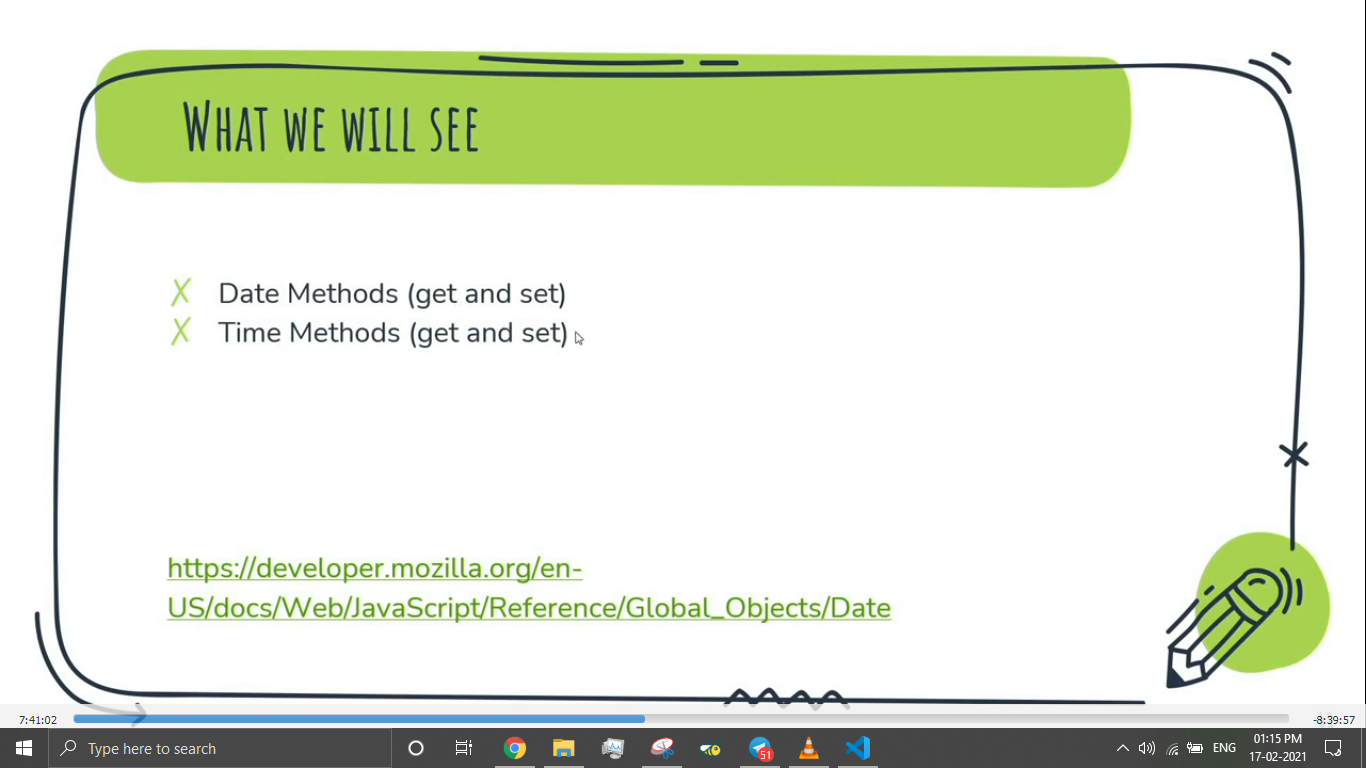 What we will see
Date Methods (get and set)
Time Methods (get and set)
https://developer.mozilla.org/en-
US/docs/Web/JavaScript/Reference/Global_Objects/Date
7:41:02
-8:39:57
Type here to search
51
ENG
01:15 PM
17-02-2021